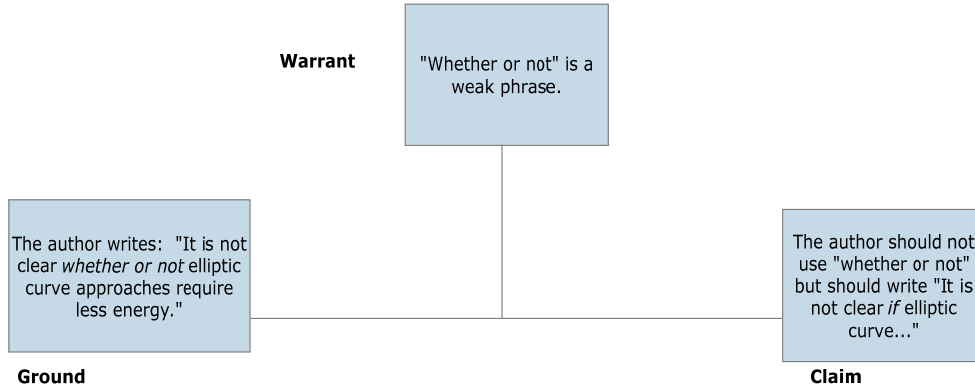 Warrant
"Whether or not" is a
weak phrase.
The author writes:  "It is not
clear whether or not elliptic
curve approaches require
less energy."
Ground
The author should not
use "whether or not"
but should write "It is
not clear if elliptic
curve..."
Claim